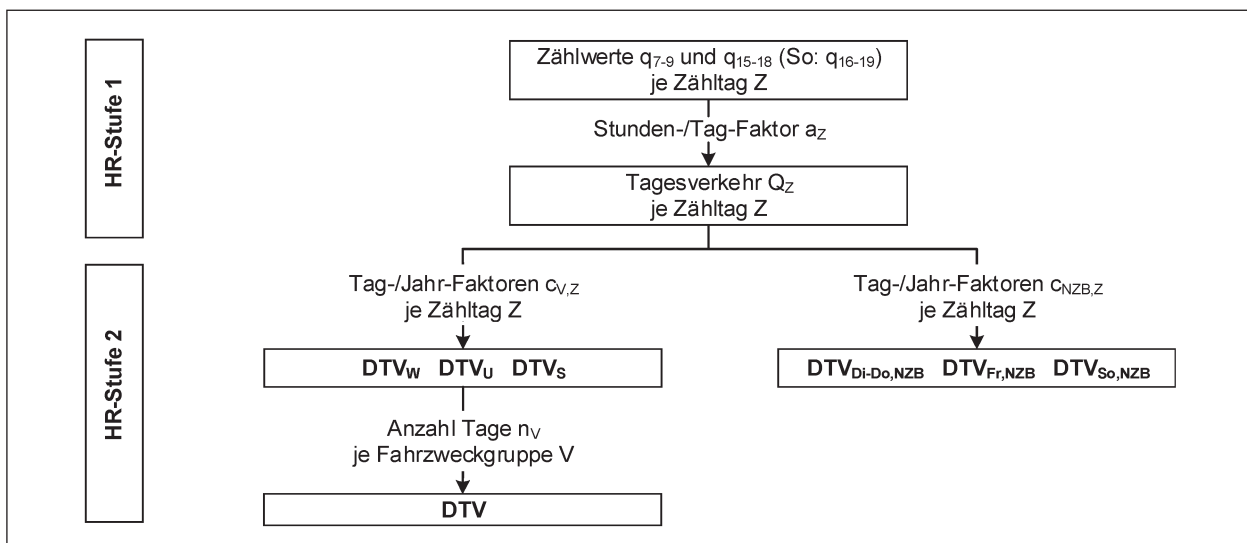 HR-Stufe 1
Zählwerte q7-9 und q15-18 (So: q16-19)
je Zähltag Z
Stunden-/Tag-Faktor aZ
Tagesverkehr QZ
je Zähltag Z
HR-Stufe 2
Tag-/Jahr-Faktoren cV,Z
je Zähltag Z
Tag-/Jahr-Faktoren cNZB,Z
je Zähltag Z
DTVW DTVU DTVS
DTVDi-Do,NZB DTVFr,NZB DTVSo,NZB
Anzahl Tage nV
je Fahrzweckgruppe V
DTV